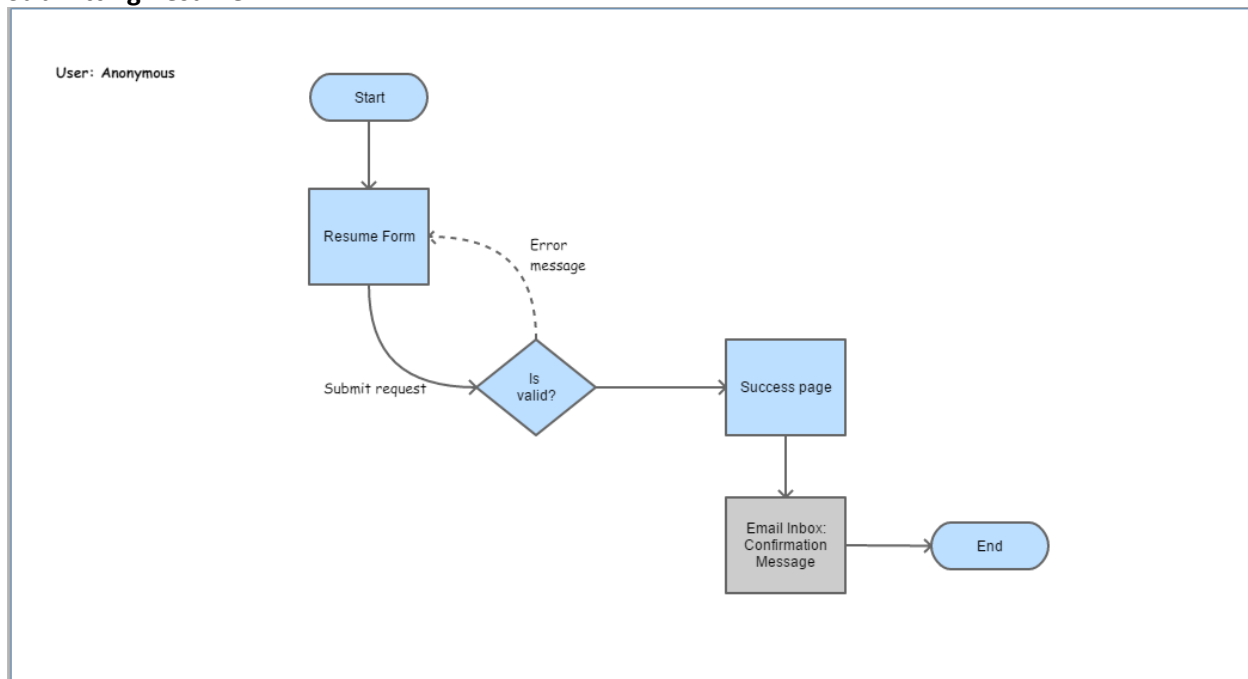 User: Anonymous
Start
Resume Form
Error
message
Submit request
Is
valid?
Success page
Email Inbox:
Confirmation
Message
End